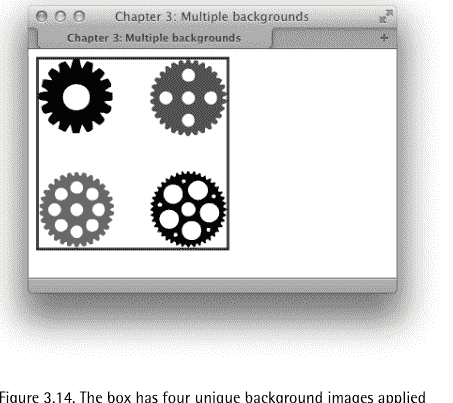 Chapter 3: Multiple backgrounds
Chapter 3: Multiple backgrounds
Figure 3.14. The box has four unique background images applied